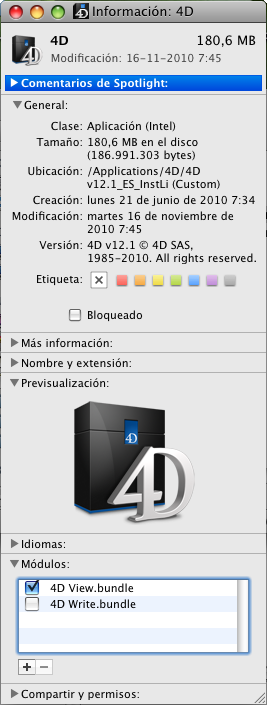 Información: 4D
4D 180,6 MB
Modificación: 16-11-2010 7:45
Comentarios de Spotlight:
General:
Clase: Aplicación (Intel)
Tamaño: 180,6 MB en el disco
(186.991.303 bytes)
Ubicación: /Applications/4D/4D
v12.1_ES_InstLi (Custom)
Creación: lunes 21 de junio de 2010 7:34
Modificación: martes 16 de noviembre de
2010 7:45
Versión: 4D v12.1 © 4D SAS,
1985-2010. All rights reserved.
Etiqueta:
Bloqueado
Más información:
Nombre y extensión:
Previsualización:
4D
4D
Idiomas:
Módulos:
4D View.bundle
4D Write.bundle
Compartir y permisos: